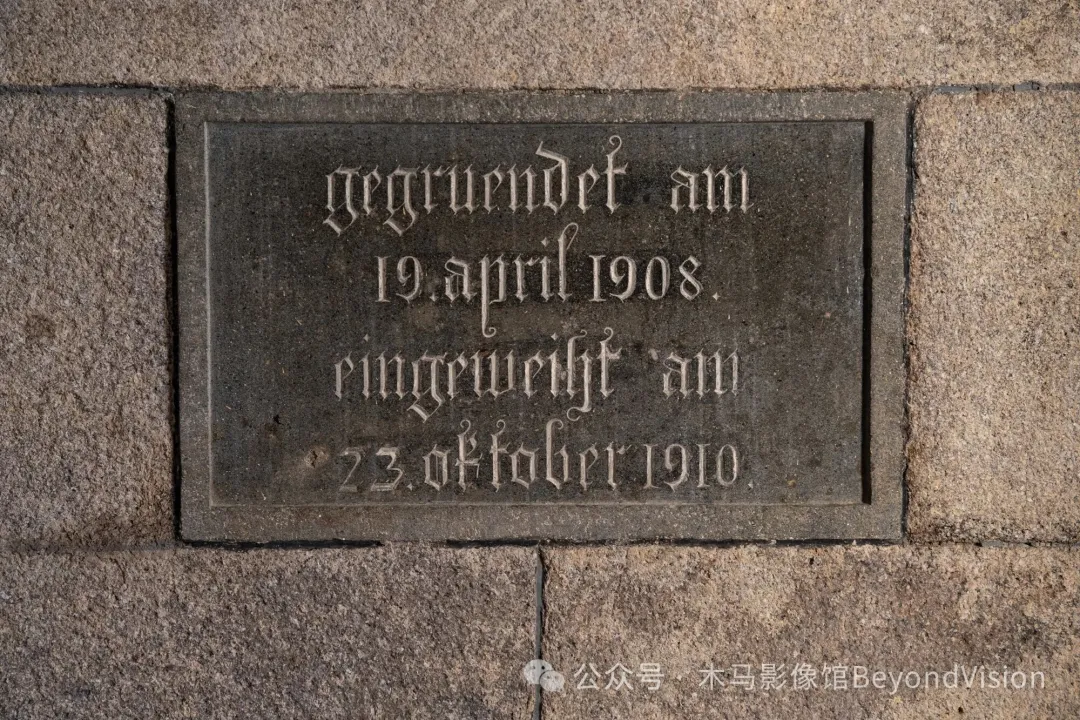 gegruendet am
19. april 1908.
eingeweiht am
23. oktober 1910.
公众号 · 木马影像馆BeyondVision